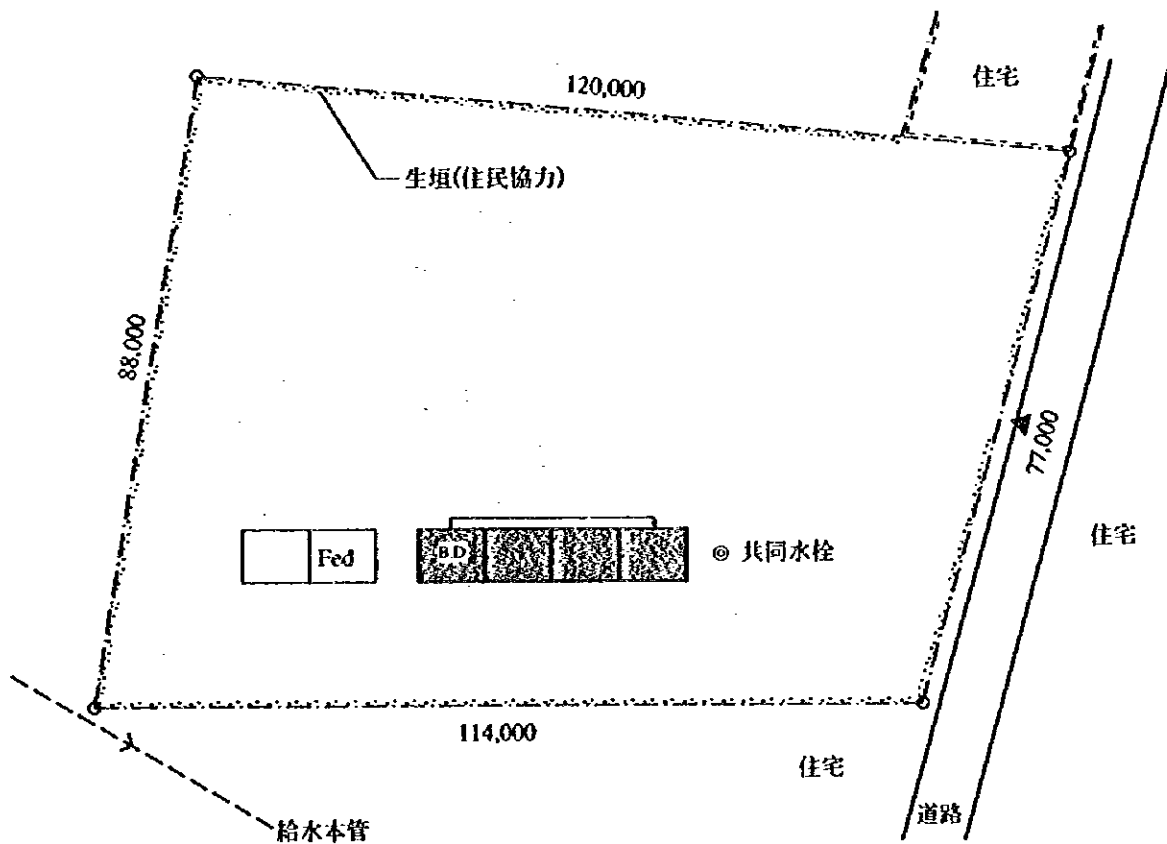 住宅
120,000
生垣(住民協力)
88,000
77,000
住宅
Fed
BD
共同水栓
114,000
住宅
道路
給水本管